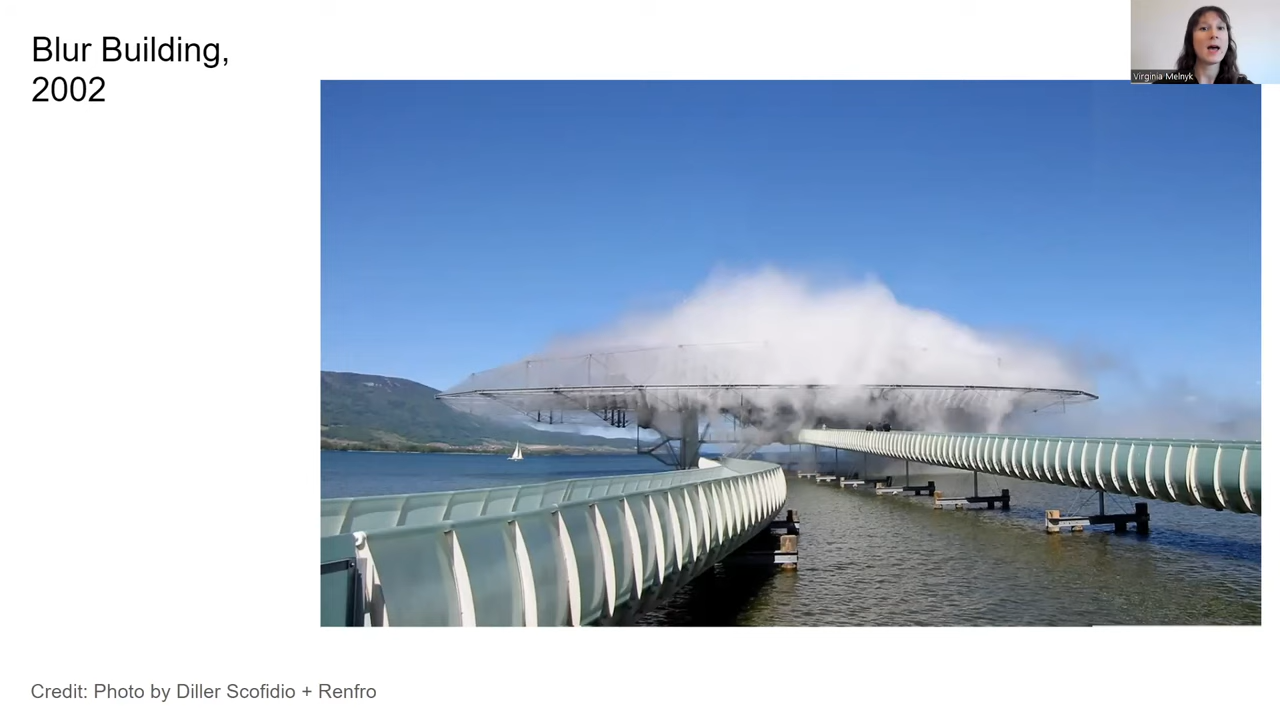 Blur Building,
2002
Virginia Melnyk
Credit: Photo by Diller Scofidio + Renfro